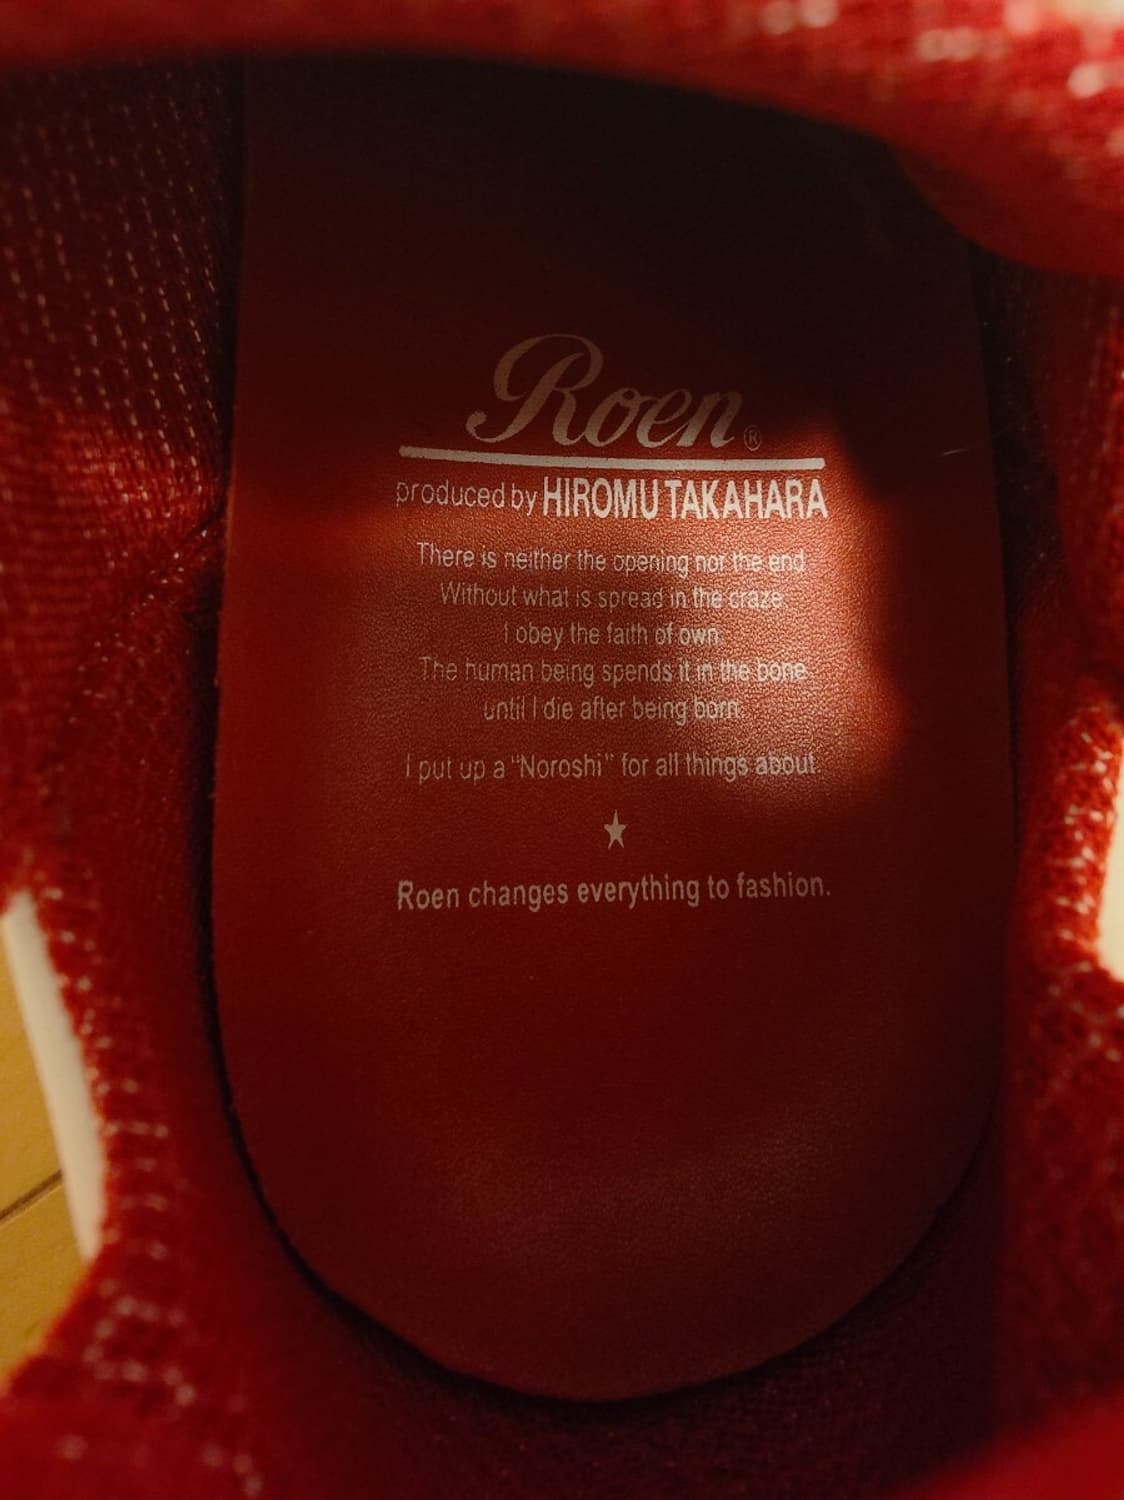 Roen®
produced by HIROMU TAKAHARA
There is neither the opening nor the end
Without what is spread in the craze.
I obey the faith of own.
The human being spends it in the bone
until I die after being born.
I put up a "Noroshi" for all things about.
Roen changes everything to fashion.